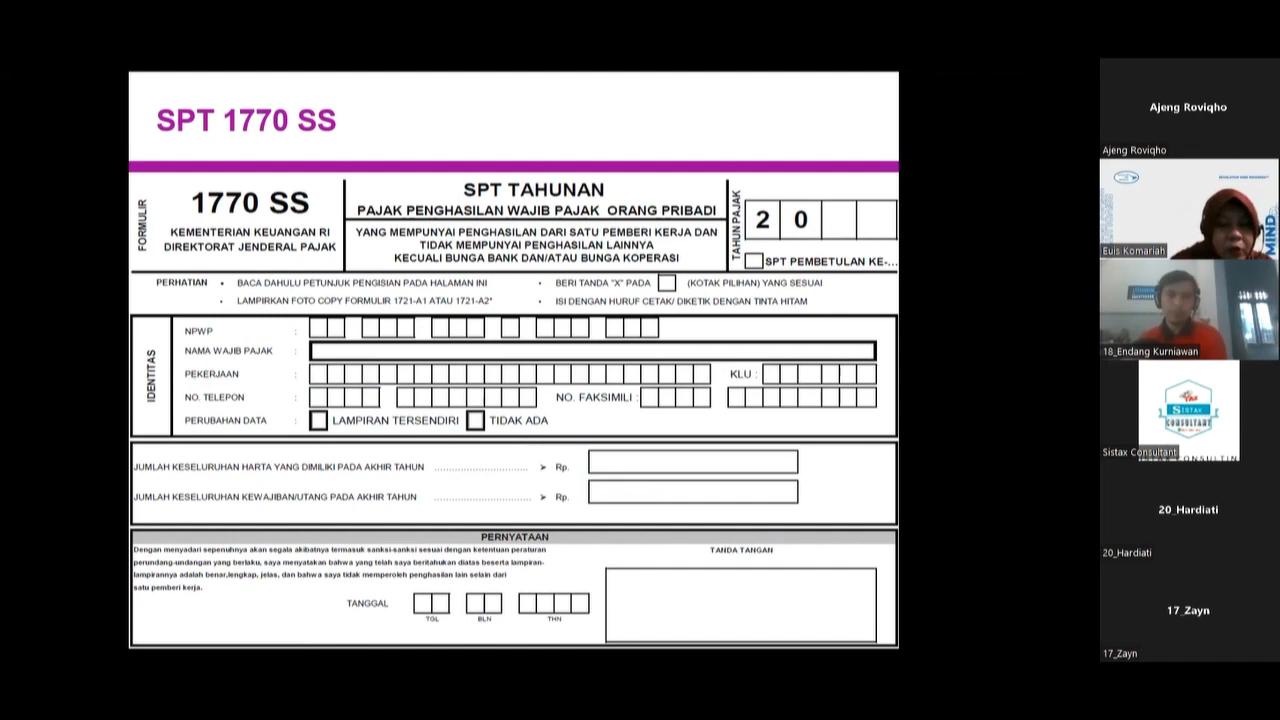 SPT 1770 SS
FORMULIR
1770 SS
KEMENTERIAN KEUANGAN RI
DIREKTORAT JENDERAL PAJAK
SPT TAHUNAN
PAJAK PENGHASILAN WAJIB PAJAK ORANG PRIBADI
YANG MEMPUNYAI PENGHASILAN DARI SATU PEMBERI KERJA DAN
TIDAK MEMPUNYAI PENGHASILAN LAINNYA
KECUALI BUNGA BANK DAN/ATAU BUNGA KOPERASI
TAHUN PAJAK
2 0
SPT PEMBETULAN KE-...
PERHATIAN • BACA DAHULU PETUNJUK PENGISIAN PADA HALAMAN INI • BERI TANDA "X" PADA (KOTAK PILIHAN) YANG SESUAI
• LAMPIRKAN FOTO COPY FORMULIR 1721-A1 ATAU 1721-A2* • ISI DENGAN HURUF CETAK/ DIKETIK DENGAN TINTA HITAM
IDENTITAS
NPWP :
NAMA WAJIB PAJAK :
PEKERJAAN : KLU :
NO. TELEPON : NO. FAKSIMILI :
PERUBAHAN DATA : LAMPIRAN TERSENDIRI TIDAK ADA
JUMLAH KESELURUHAN HARTA YANG DIMILIKI PADA AKHIR TAHUN .............................. ➢ Rp.
JUMLAH KESELURUHAN KEWAJIBAN/UTANG PADA AKHIR TAHUN .............................. ➢ Rp.
PERNYATAAN
Dengan menyadari sepenuhnya akan segala akibatnya termasuk sanksi-sanksi sesuai dengan ketentuan peraturan
perundang-undangan yang berlaku, saya menyatakan bahwa yang telah saya beritahukan diatas beserta lampiran-
lampirannya adalah benar,lengkap, jelas, dan bahwa saya tidak memperoleh penghasilan lain selain dari
satu pemberi kerja.
TANDA TANGAN
TANGGAL
TGL BLN THN
Ajeng Roviqho
Ajeng Roviqho
MIND
Euis Komariah
18_Endang Kurniawan
TAX
SISTAX
CONSULTANT
Sistax Consultant
20_Hardiati
20_Hardiati
17_Zayn
17_Zayn